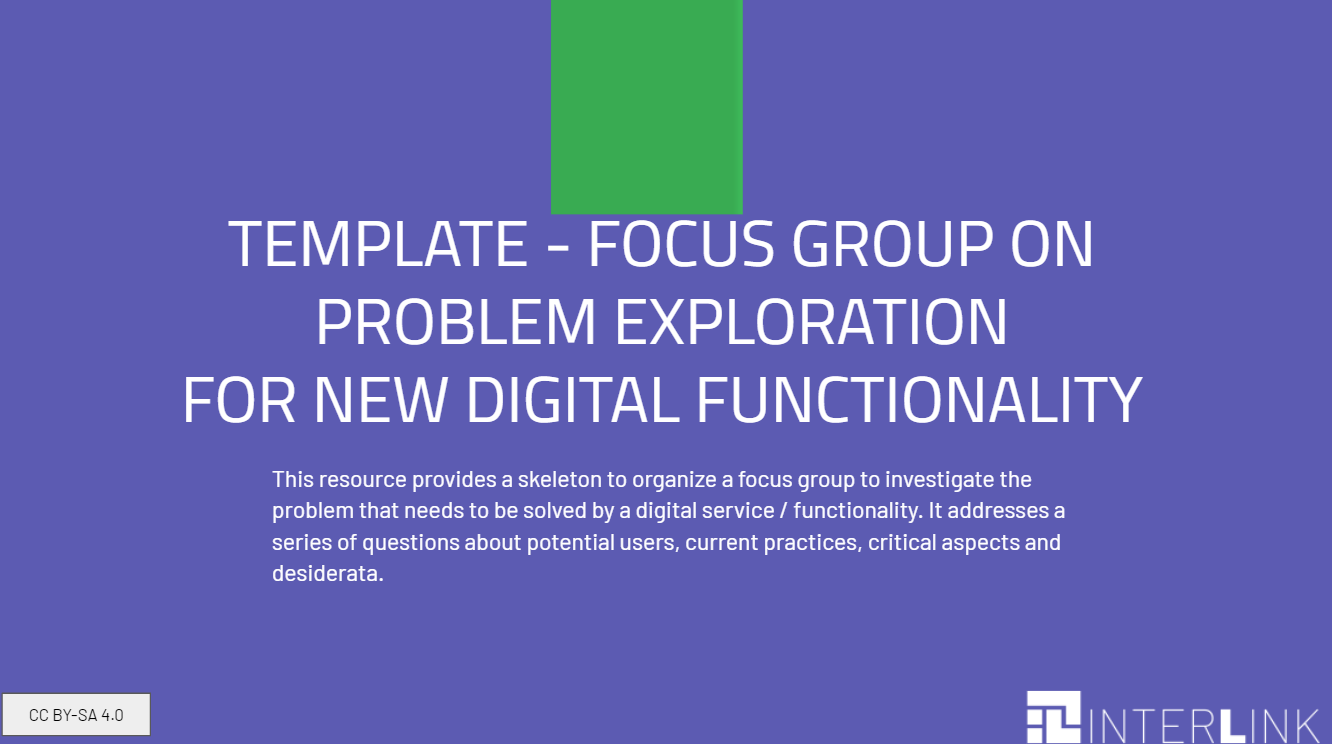 TEMPLATE - FOCUS GROUP ON
PROBLEM EXPLORATION
FOR NEW DIGITAL FUNCTIONALITY
This resource provides a skeleton to organize a focus group to investigate the
problem that needs to be solved by a digital service / functionality. It addresses a
series of questions about potential users, current practices, critical aspects and
desiderata.
CC BY-SA 4.0
INTERLINK